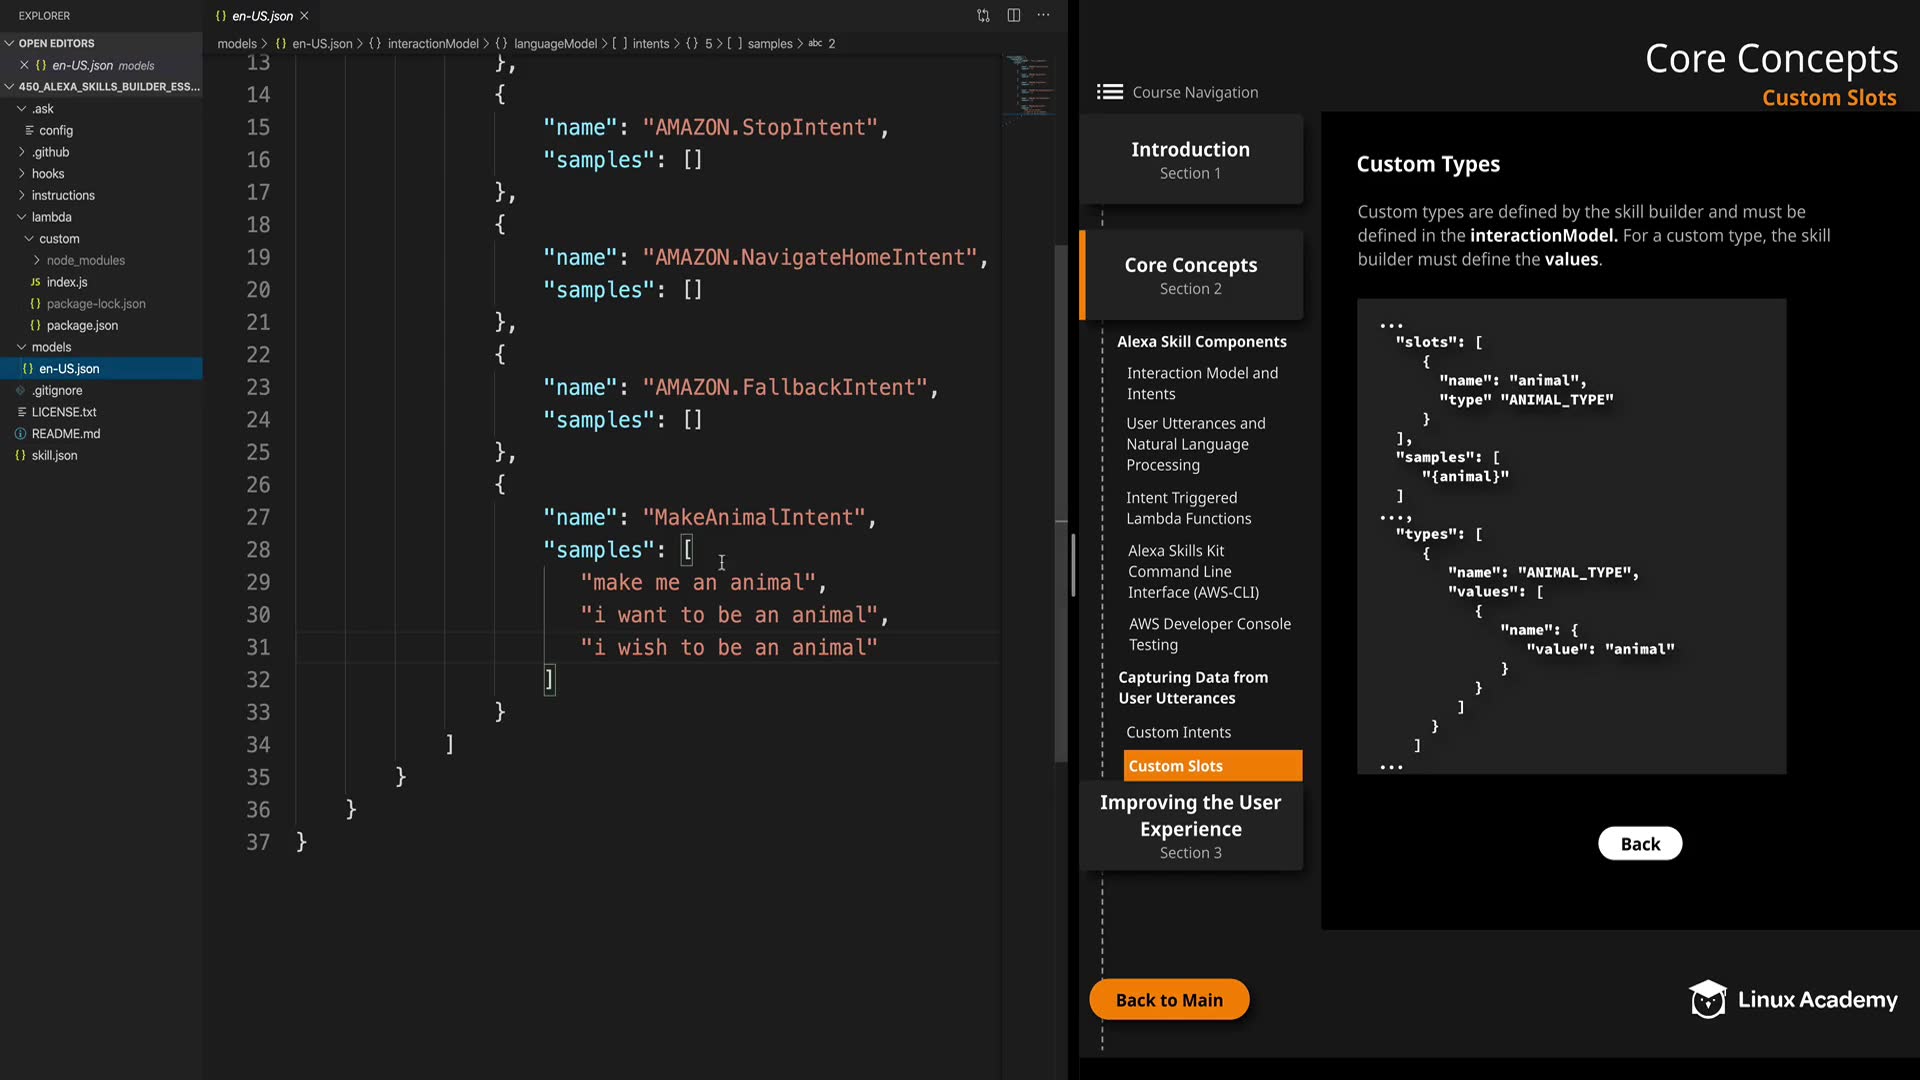 EXPLORER
OPEN EDITORS
en-US.json models
450_ALEXA_SKILLS_BUILDER_ESS...
.ask
config
.github
hooks
instructions
lambda
custom
node_modules
index.js
package-lock.json
package.json
models
en-US.json
.gitignore
LICENSE.txt
README.md
skill.json
{} en-US.json
models > {} en-US.json > {} interactionModel > {} languageModel > [ ] intents > {} 5 > [ ] samples > abc 2
13 },
14 {
15 "name": "AMAZON.StopIntent",
16 "samples": []
17 },
18 {
19 "name": "AMAZON.NavigateHomeIntent",
20 "samples": []
21 },
22 {
23 "name": "AMAZON.FallbackIntent",
24 "samples": []
25 },
26 {
27 "name": "MakeAnimalIntent",
28 "samples": [
29 "make me an animal",
30 "i want to be an animal",
31 "i wish to be an animal"
32 ]
33 }
34 ]
35 }
36 }
37 }
Core Concepts
Custom Slots
Course Navigation
Introduction
Section 1
Core Concepts
Section 2
Alexa Skill Components
Interaction Model and
Intents
User Utterances and
Natural Language
Processing
Intent Triggered
Lambda Functions
Alexa Skills Kit
Command Line
Interface (AWS-CLI)
AWS Developer Console
Testing
Capturing Data from
User Utterances
Custom Intents
Custom Slots
Improving the User
Experience
Section 3
Back to Main
Custom Types
Custom types are defined by the skill builder and must be
defined in the interactionModel. For a custom type, the skill
builder must define the values.
...
"slots": [
{
"name": "animal",
"type" "ANIMAL_TYPE"
}
],
"samples": [
"{animal}"
]
...,
"types": [
{
"name": "ANIMAL_TYPE",
"values": [
{
"name": {
"value": "animal"
}
}
]
}
]
...
Back
Linux Academy